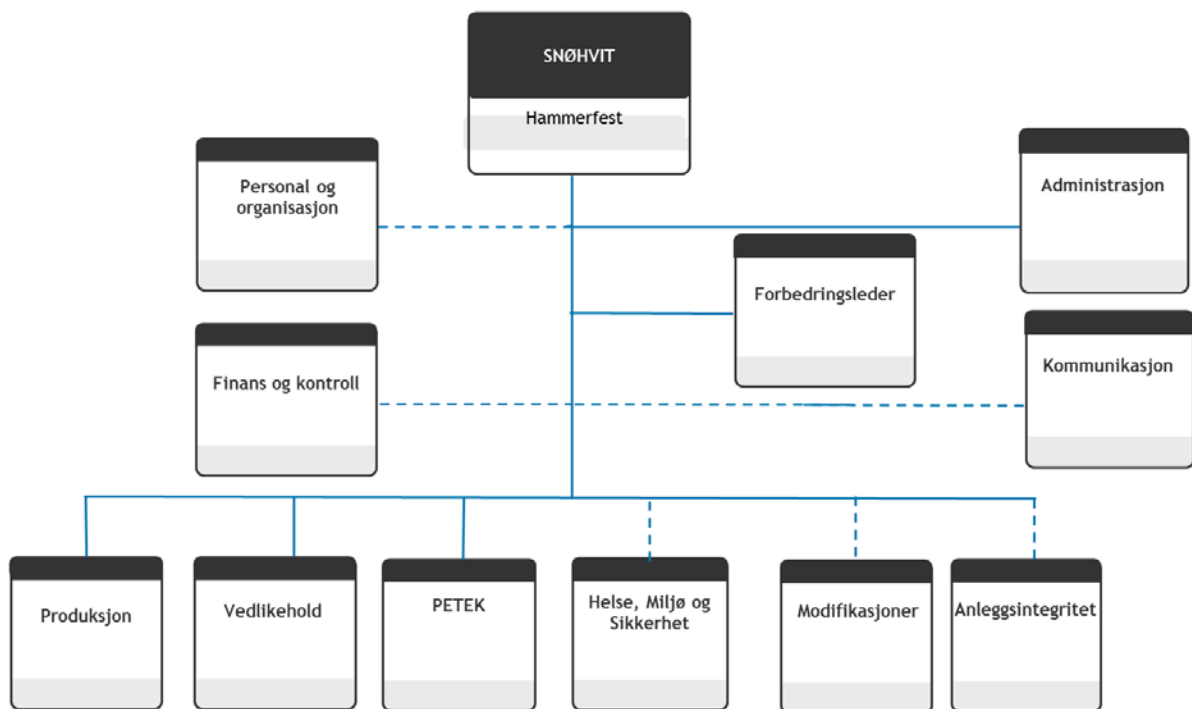 SNØHVIT
Hammerfest
Personal og
organisasjon
Administrasjon
Forbedringsleder
Finans og kontroll
Kommunikasjon
Produksjon
Vedlikehold
PETEK
Helse, Miljø og
Sikkerhet
Modifikasjoner
Anleggsintegritet